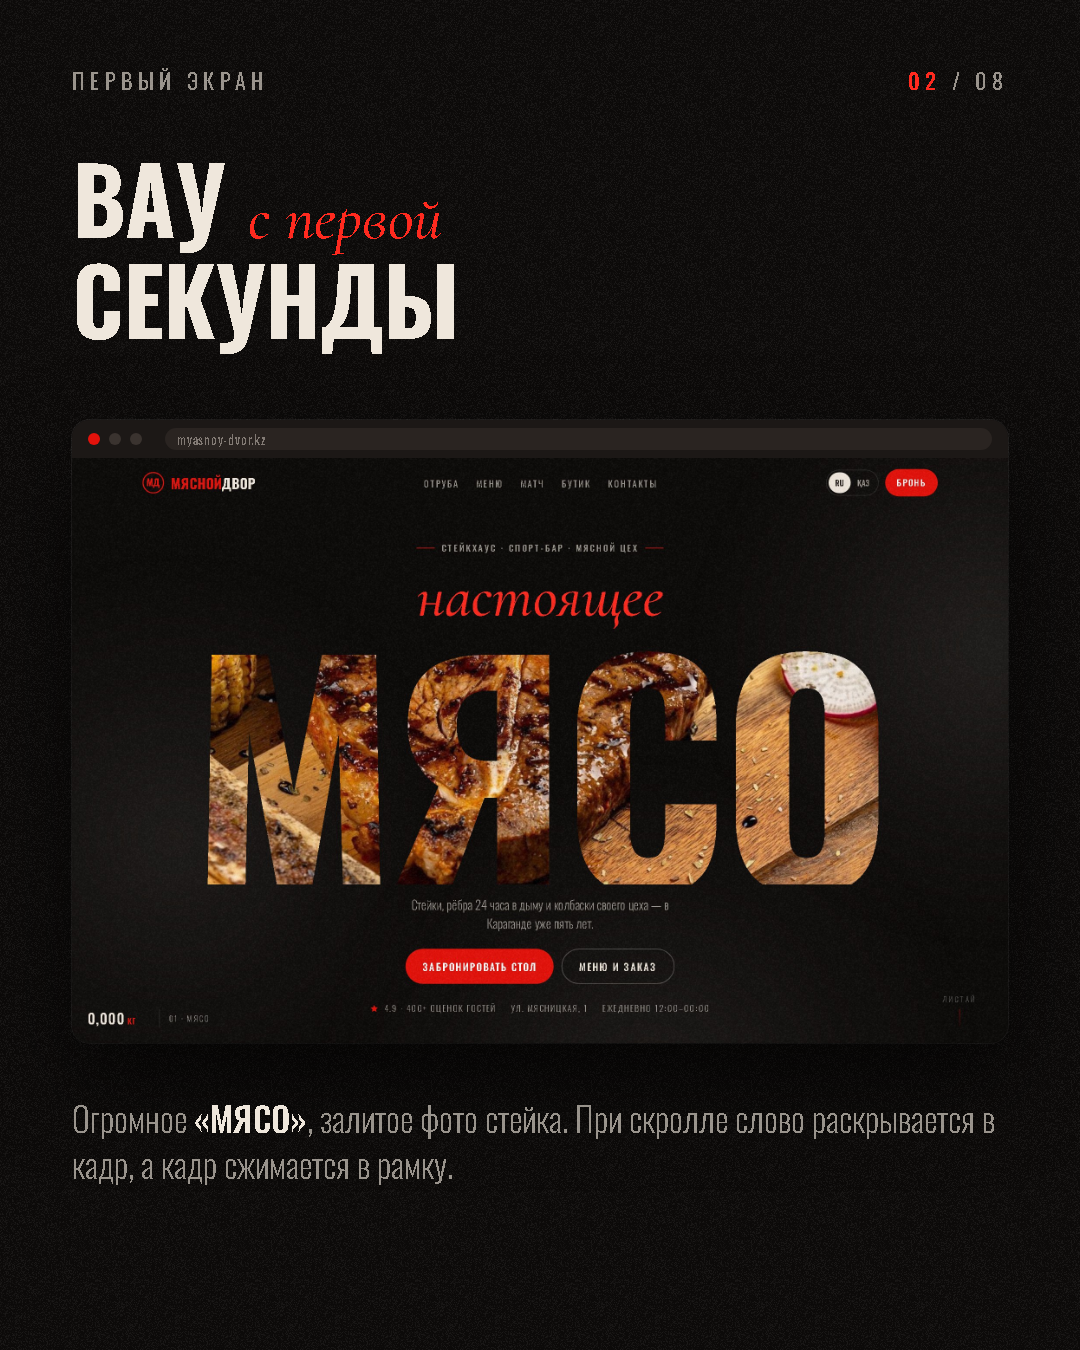 ПЕРВЫЙ ЭКРАН
02 / 08
ВАУ с первой
СЕКУНДЫ
myasnoy-dvor.kz
МД МЯСНОЙДВОР
ОТРУБА МЕНЮ МАТЧ БУТИК КОНТАКТЫ
RU ҚАЗ БРОНЬ
СТЕЙКХАУС · СПОРТ-БАР · МЯСНОЙ ЦЕХ
настоящее
МЯСО
Стейки, рёбра 24 часа в дыму и колбаски своего цеха — в
Караганде уже пять лет.
ЗАБРОНИРОВАТЬ СТОЛ МЕНЮ И ЗАКАЗ
★ 4.9 · 400+ ОЦЕНОК ГОСТЕЙ УЛ. МЯСНИЦКАЯ, 1 ЕЖЕДНЕВНО 12:00–00:00
ЛИСТАЙ
0,000 КГ 01 · МЯСО
Огромное «МЯСО», залитое фото стейка. При скролле слово раскрывается в
кадр, а кадр сжимается в рамку.